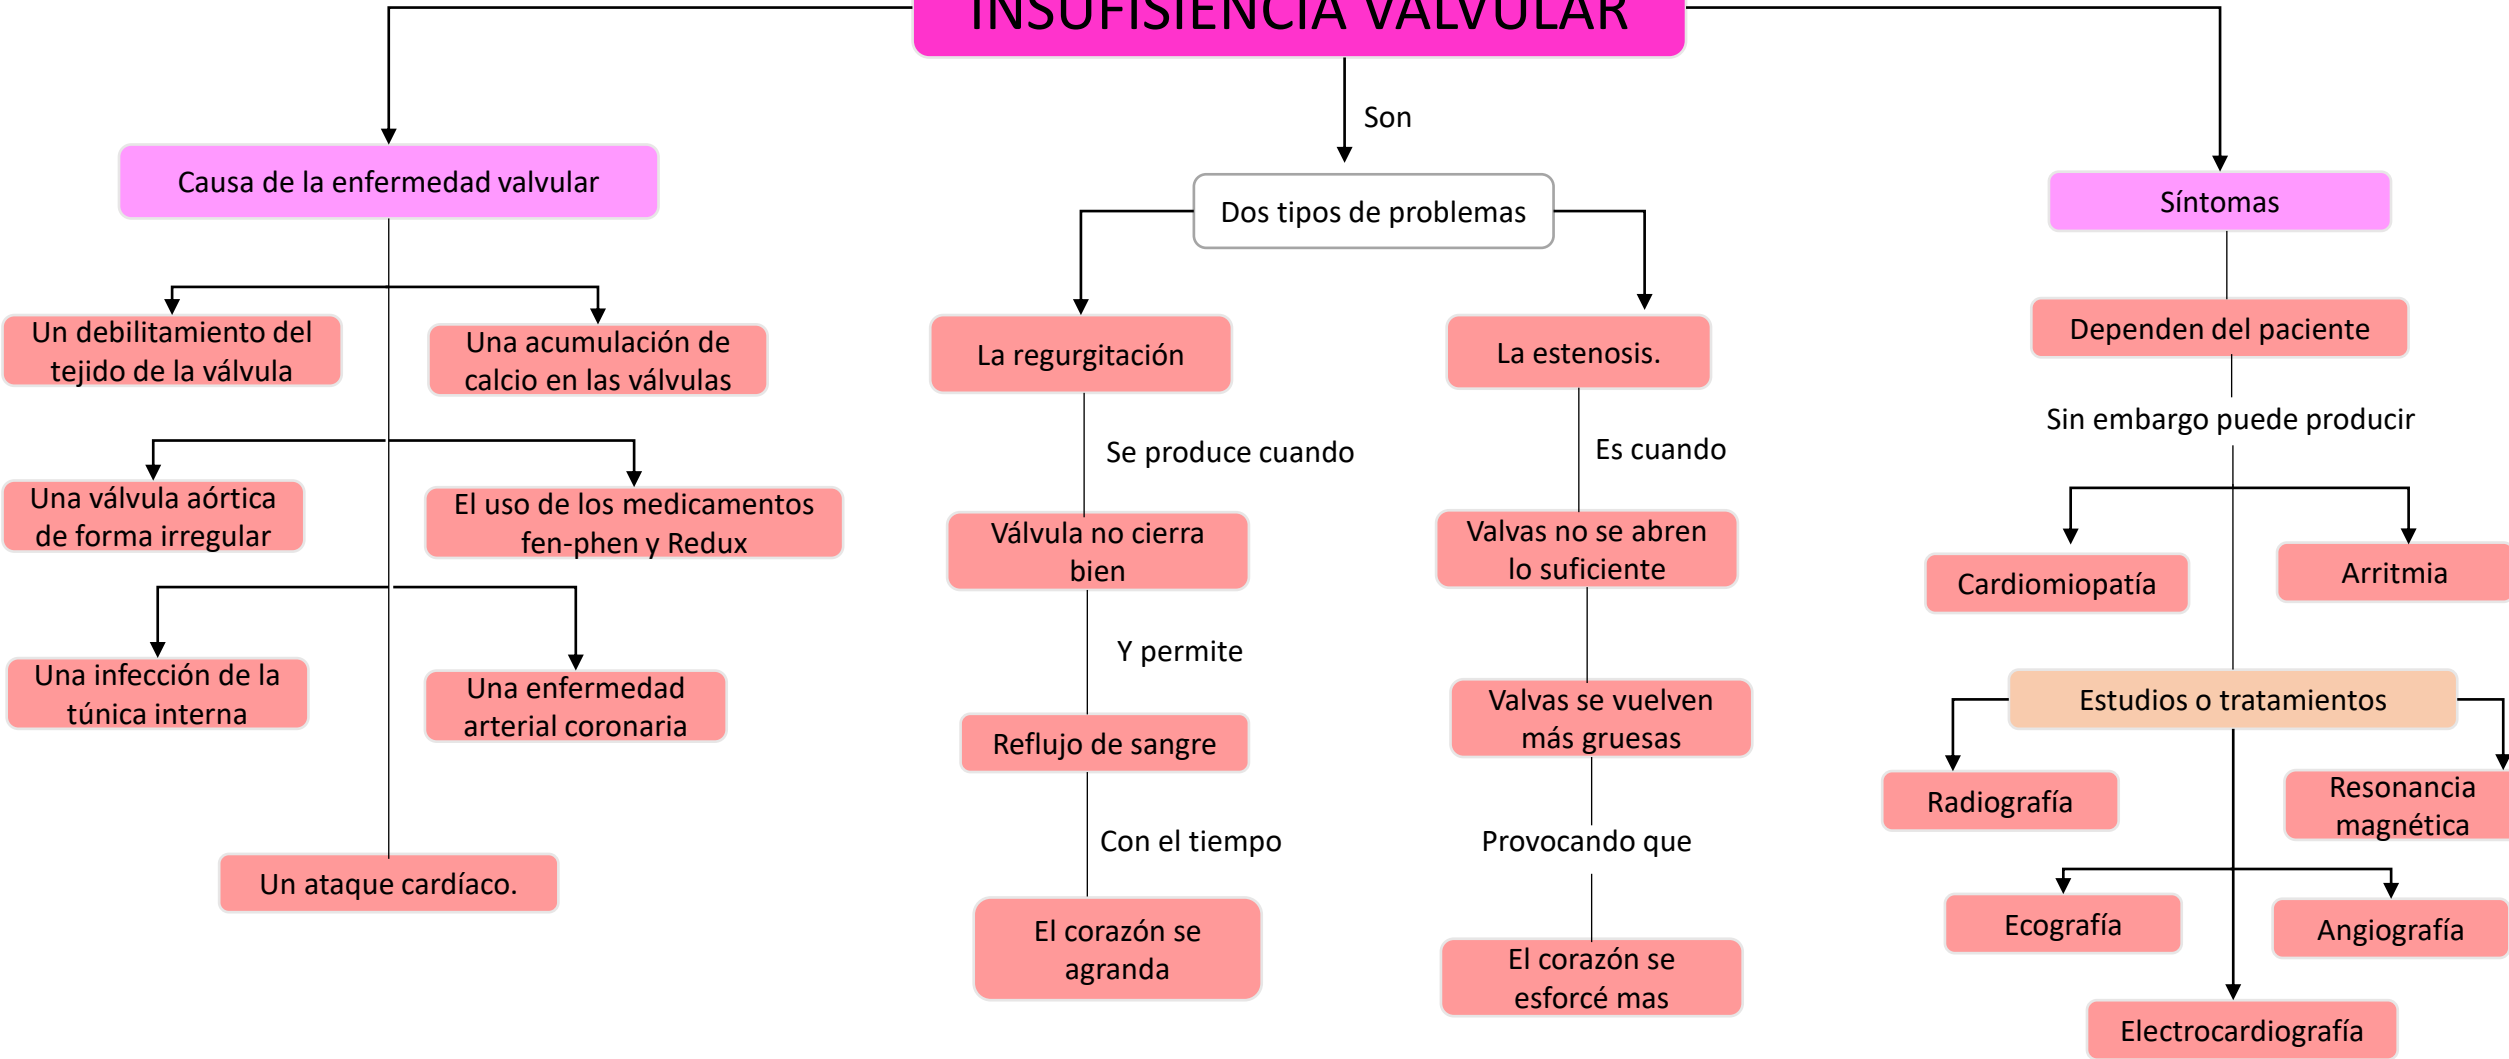 INSUFISIENCIA VALVULAR
Causa de la enfermedad valvular
Un debilitamiento del
tejido de la válvula
Una acumulación de
calcio en las válvulas
Una válvula aórtica
de forma irregular
El uso de los medicamentos
fen-phen y Redux
Una infección de la
túnica interna
Una enfermedad
arterial coronaria
Un ataque cardíaco.
Son
Dos tipos de problemas
La regurgitación
Se produce cuando
Válvula no cierra
bien
Y permite
Reflujo de sangre
Con el tiempo
El corazón se
agranda
La estenosis.
Es cuando
Valvas no se abren
lo suficiente
Valvas se vuelven
más gruesas
Provocando que
El corazón se
esforcé mas
Síntomas
Dependen del paciente
Sin embargo puede producir
Cardiomiopatía
Arritmia
Estudios o tratamientos
Radiografía
Resonancia
magnética
Ecografía
Angiografía
Electrocardiografía